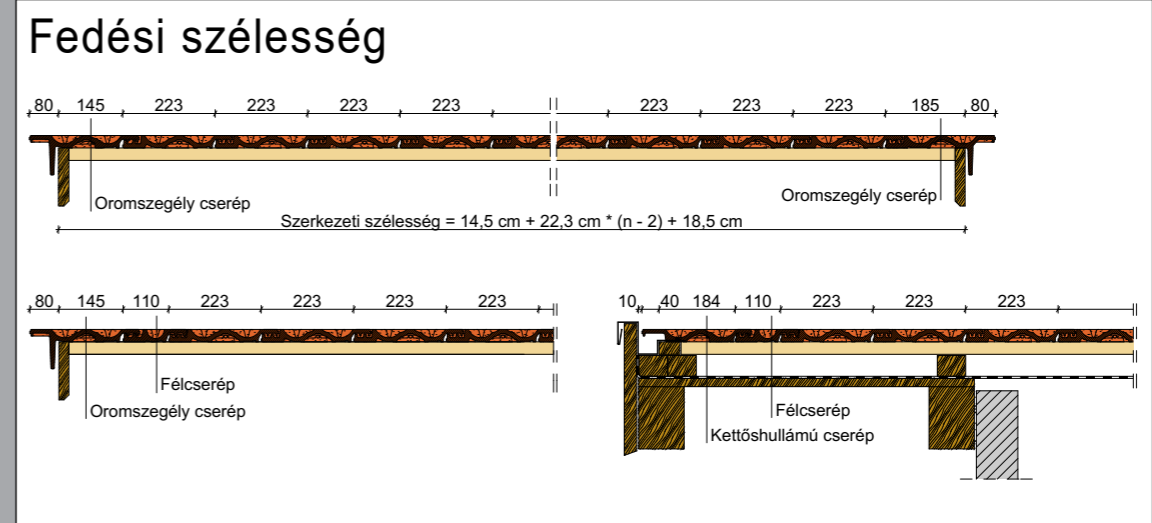 Fedési szélesség
80 145 223 223 223 223 223 223 223 185 80
Oromszegély cserép
Oromszegély cserép
Szerkezeti szélesség = 14,5 cm + 22,3 cm * (n - 2) + 18,5 cm
80 145 110 223 223 223 223
Félcserép
Oromszegély cserép
10 40 184 110 223 223 223
Félcserép
Kettőshullámú cserép